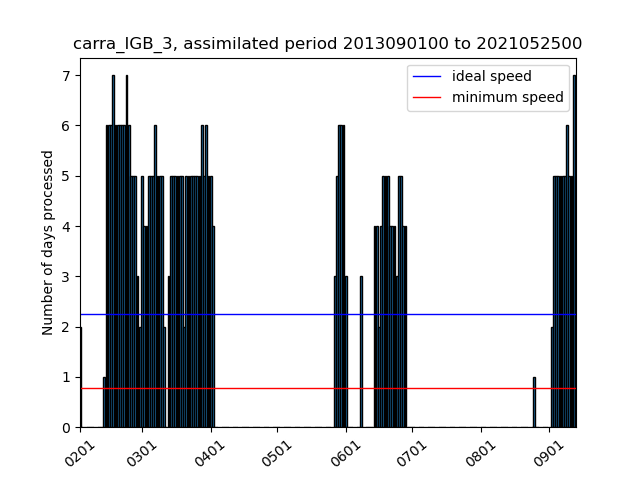 carra_IGB_3, assimilated period 2013090100 to 2021052500
ideal speed
minimum speed
Number of days processed
7
6
5
4
3
2
1
0
0201 0301 0401 0501 0601 0701 0801 0901